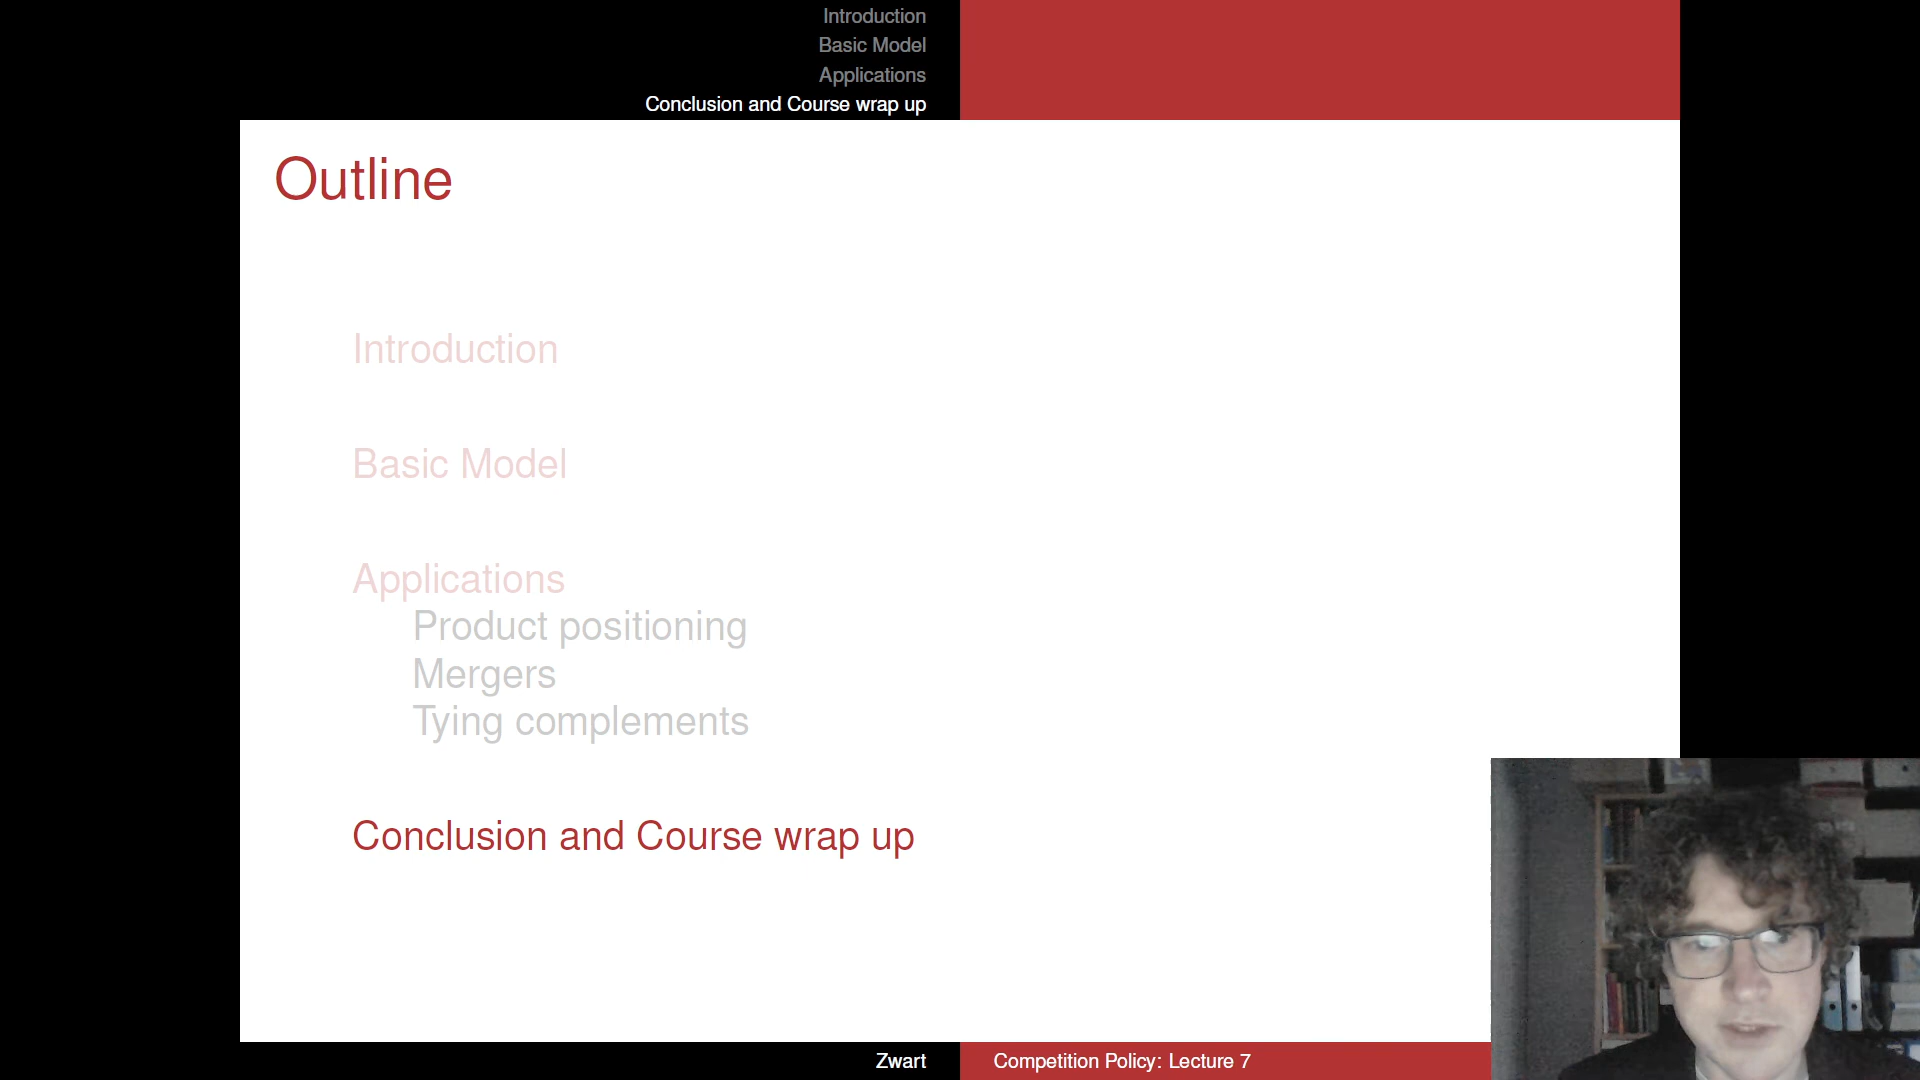 Introduction
Basic Model
Applications
Conclusion and Course wrap up
Outline
Introduction
Basic Model
Applications
Product positioning
Mergers
Tying complements
Conclusion and Course wrap up
Zwart
Competition Policy: Lecture 7